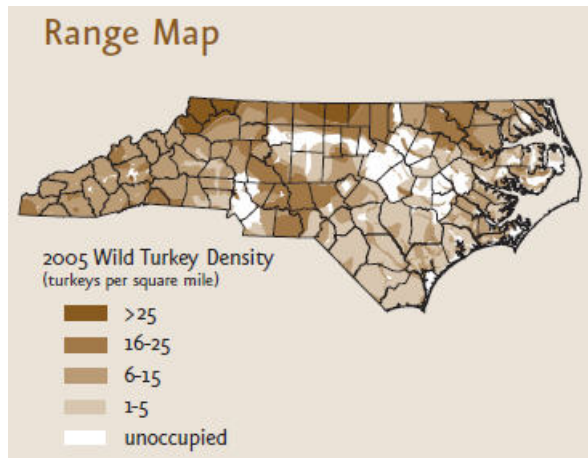 Range Map
2005 Wild Turkey Density
(turkeys per square mile)
>25
16-25
6-15
1-5
unoccupied